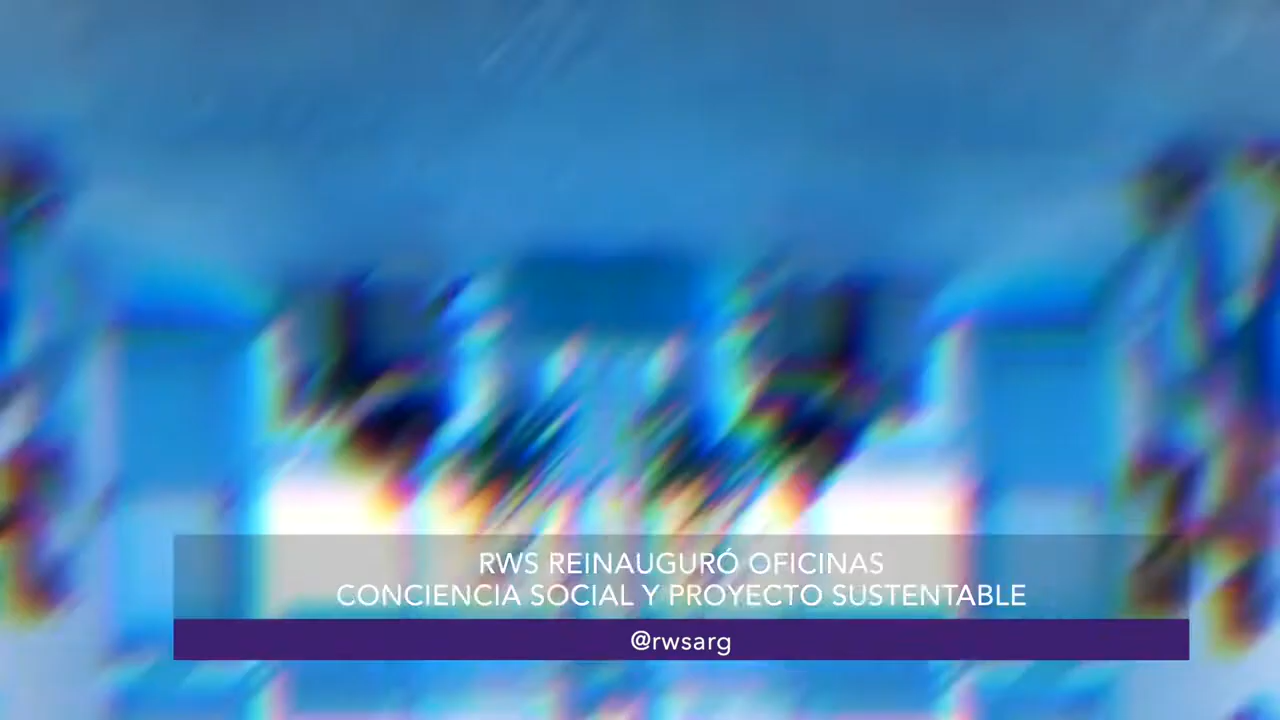 RWS REINAUGURÓ OFICINAS
CONCIENCIA SOCIAL Y PROYECTO SUSTENTABLE
@rwsarg